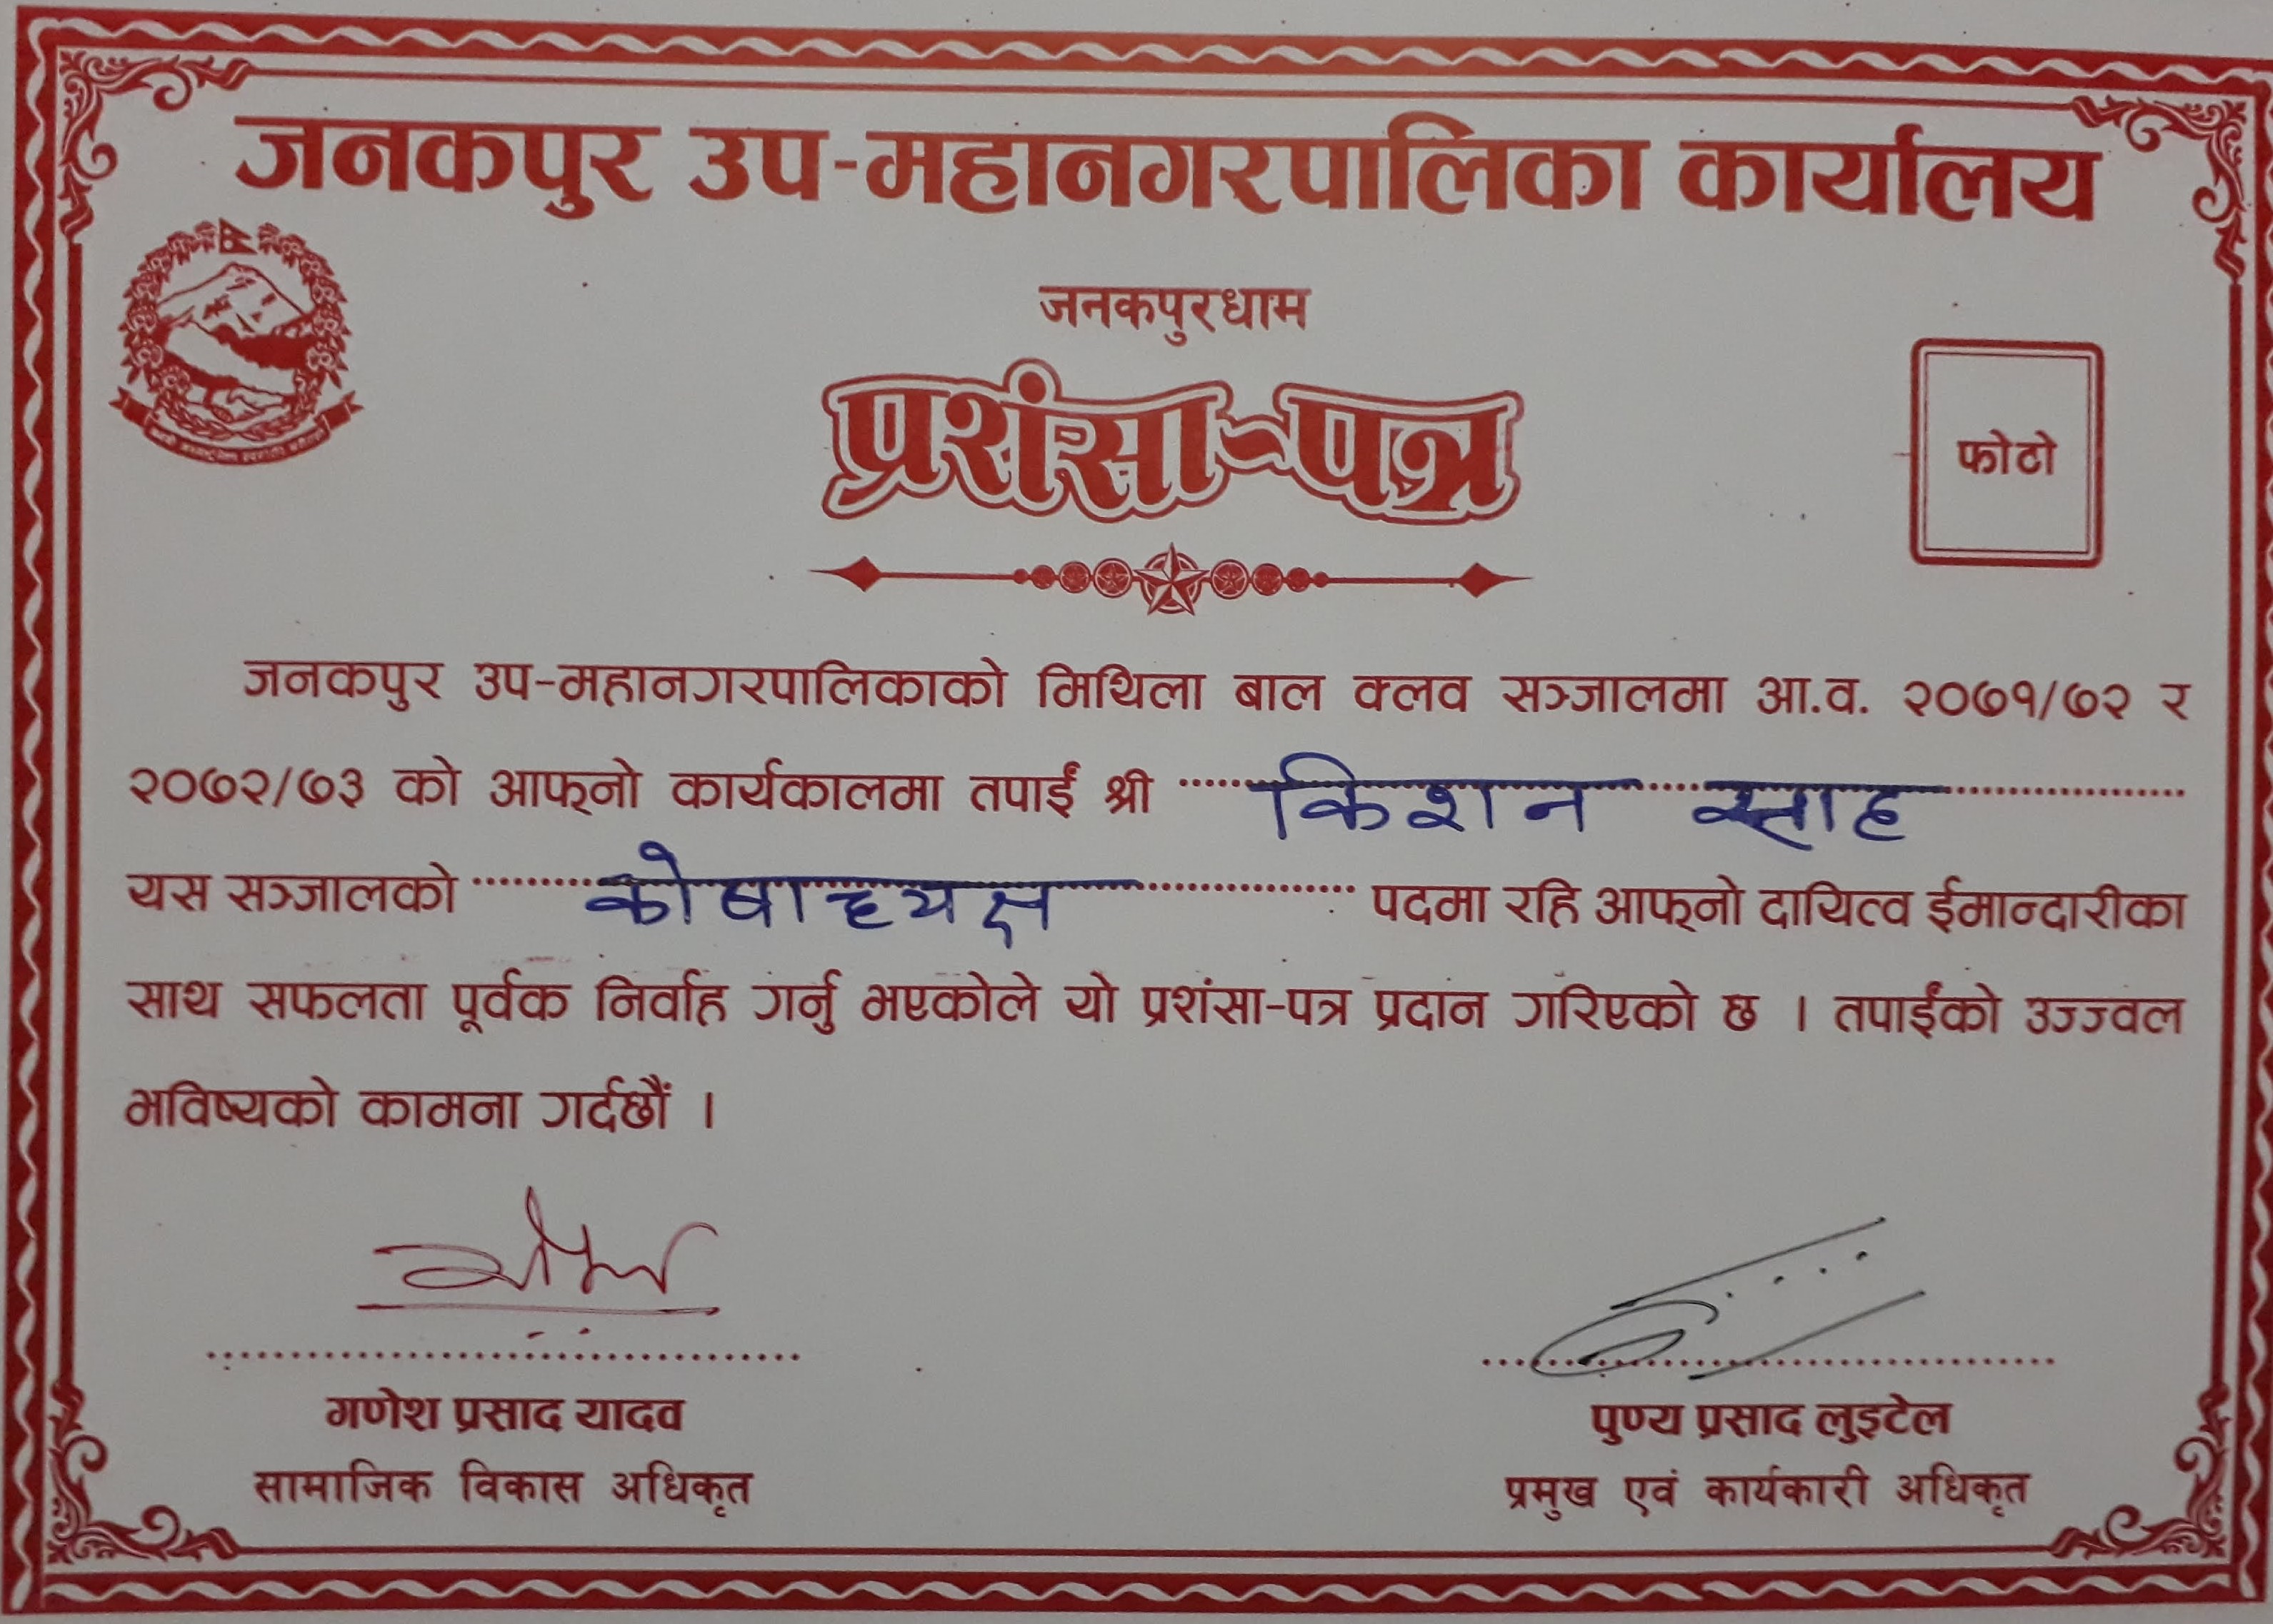 जनकपुर उप-महानगरपालिका कार्यालय
जनकपुरधाम
प्रशंसा-पत्र
फोटो
जनकपुर उप-महानगरपालिकाको मिथिला बाल क्लव सञ्जालमा आ.व. २०७१/७२ र
२०७२/७३ को आफ्नो कार्यकालमा तपाईं श्री किशन साह
यस सञ्जालको कोषाध्यक्ष पदमा रहि आफ्नो दायित्व ईमान्दारीका
साथ सफलता पूर्वक निर्वाह गर्नु भएकोले यो प्रशंसा-पत्र प्रदान गरिएको छ । तपाईंको उज्ज्वल
भविष्यको कामना गर्दछौं ।
गणेश प्रसाद यादव
सामाजिक विकास अधिकृत
पुण्य प्रसाद लुइटेल
प्रमुख एवं कार्यकारी अधिकृत